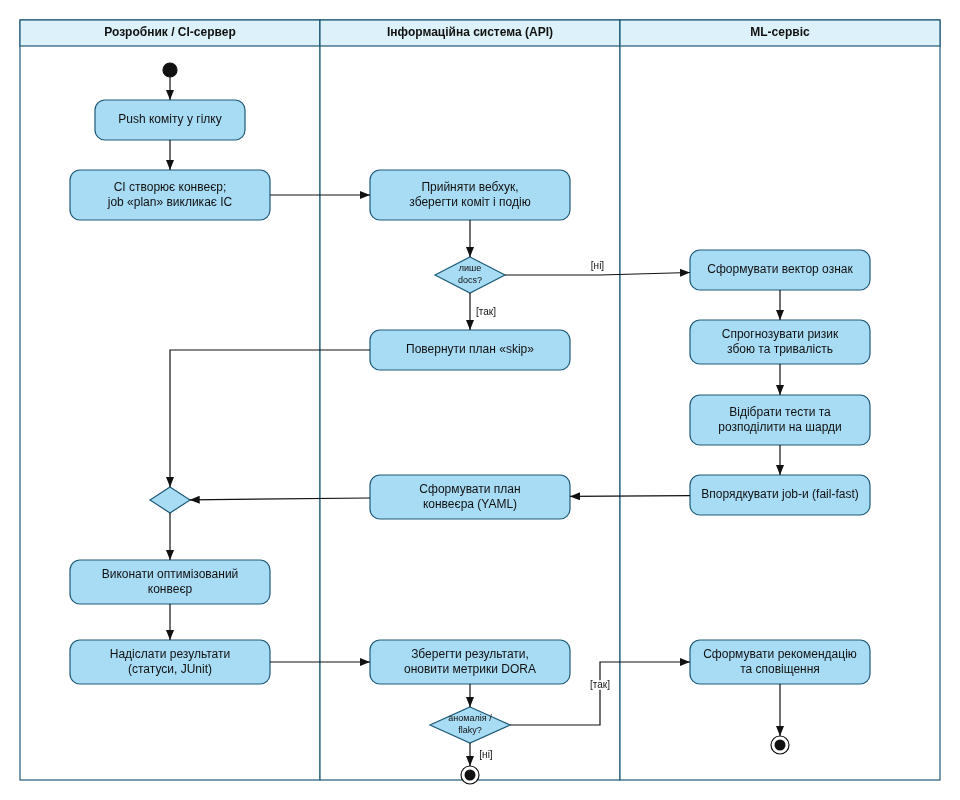 Розробник / CI-сервер
Інформаційна система (API)
ML-сервіс
Push коміту у гілку
CI створює конвеєр;
job «plan» викликає ІС
Прийняти вебхук,
зберегти коміт і подію
лише
docs?
[ні]
[так]
Сформувати вектор ознак
Повернути план «skip»
Спрогнозувати ризик
збою та тривалість
Відібрати тести та
розподілити на шарди
Впорядкувати job-и (fail-fast)
Сформувати план
конвеєра (YAML)
Виконати оптимізований
конвеєр
Надіслати результати
(статуси, JUnit)
Зберегти результати,
оновити метрики DORA
Сформувати рекомендацію
та сповіщення
[так]
аномалія /
flaky?
[ні]